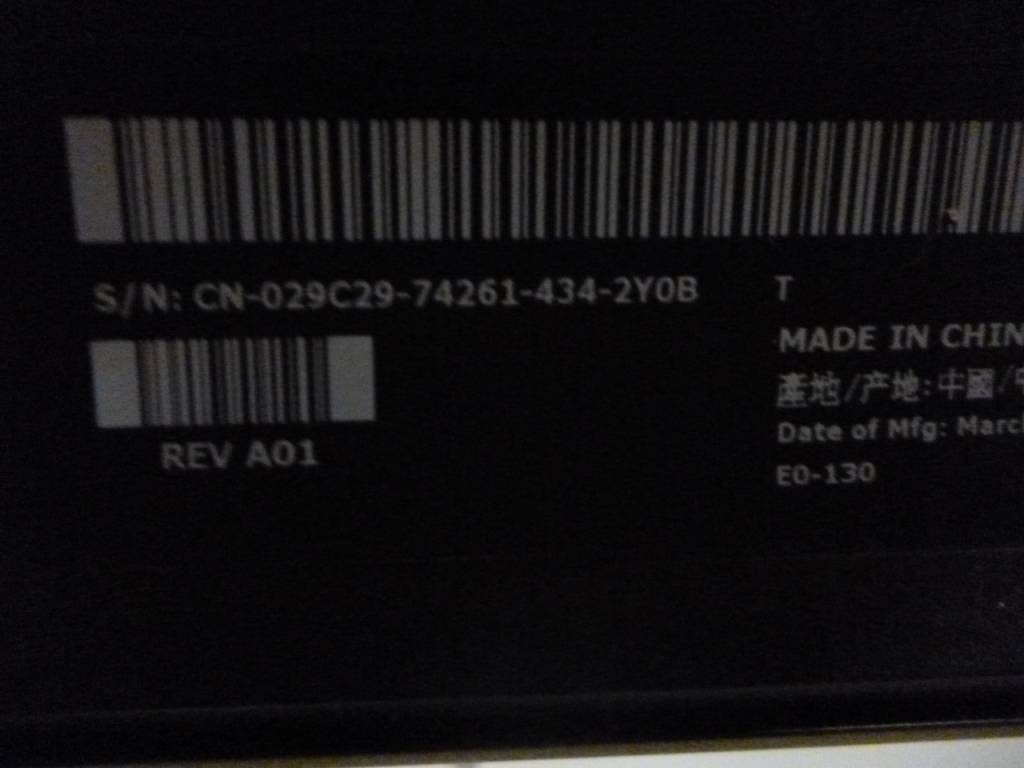 S/N: CN-029C29-74261-434-2Y0B T
REV A01
MADE IN CHIN
產地/产地:中國/中
Date of Mfg: Marc
E0-130